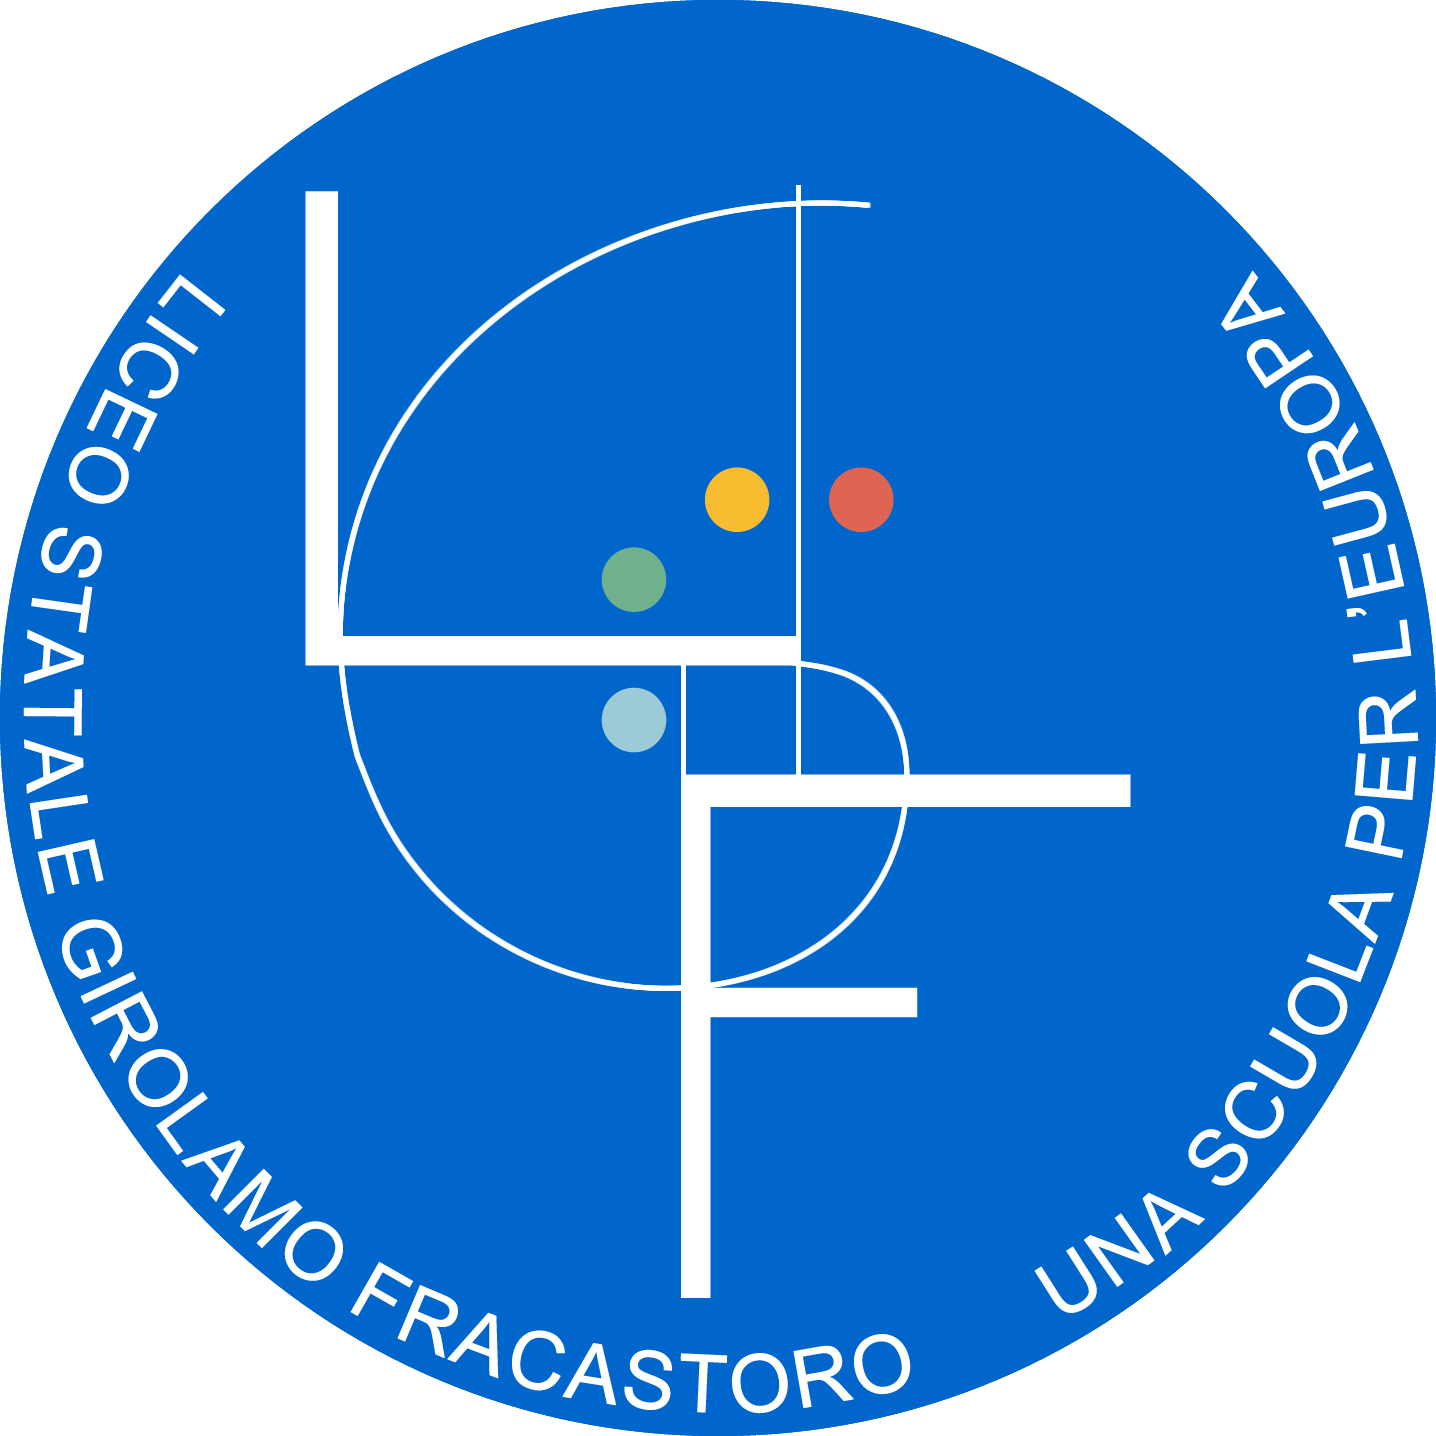 LICEO STATALE GIROLAMO FRACASTORO
UNA SCUOLA PER L'EUROPA